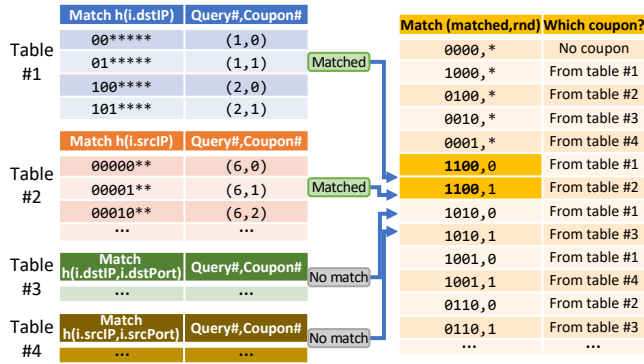 Table
#1
Match h(i.dstIP) Query#,Coupon#
00***** (1,0)
01***** (1,1)
100**** (2,0)
101**** (2,1)
Matched
Table
#2
Match h(i.srcIP) Query#,Coupon#
00000** (6,0)
00001** (6,1)
00010** (6,2)
... ...
Matched
Table
#3
Match
h(i.dstIP,i.dstPort) Query#,Coupon#
... ...
No match
Table
#4
Match
h(i.srcIP,i.srcPort) Query#,Coupon#
... ...
No match
Match (matched,rnd) Which coupon?
0000,* No coupon
1000,* From table #1
0100,* From table #2
0010,* From table #3
0001,* From table #4
1100,0 From table #1
1100,1 From table #2
1010,0 From table #1
1010,1 From table #3
1001,0 From table #1
1001,1 From table #4
0110,0 From table #2
0110,1 From table #3
... ...